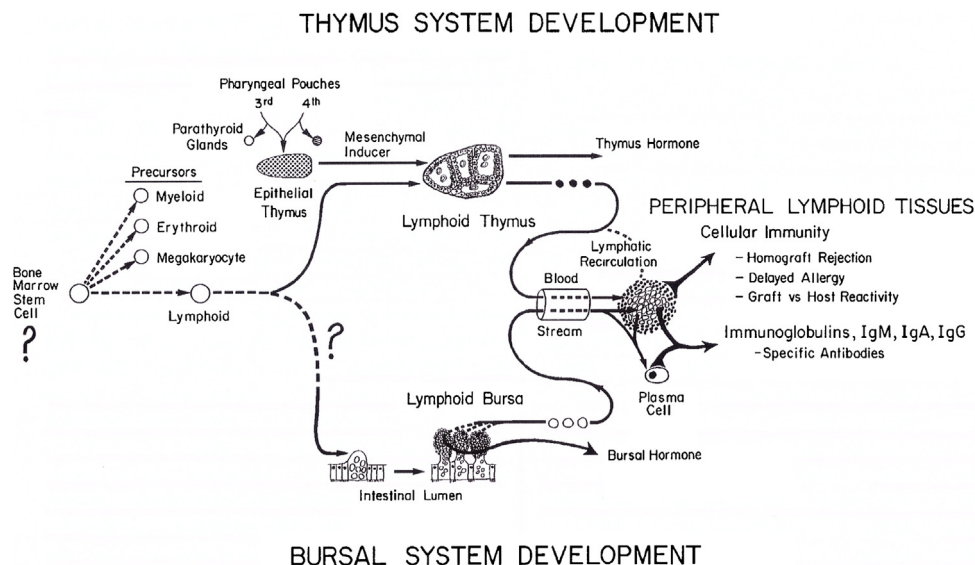 THYMUS SYSTEM DEVELOPMENT
Pharyngeal Pouches
3rd 4th
Parathyroid
Glands
Mesenchymal
Inducer
Thymus Hormone
Precursors
Myeloid
Erythroid
Megakaryocyte
Epithelial
Thymus
Lymphoid Thymus
PERIPHERAL LYMPHOID TISSUES
Cellular Immunity
- Homograft Rejection
- Delayed Allergy
- Graft vs Host Reactivity
Lymphatic
Recirculation
Blood
Stream
Bone
Marrow
Stem
Cell
?
Lymphoid
?
Immunoglobulins, IgM, IgA, IgG
- Specific Antibodies
Plasma
Cell
Lymphoid Bursa
Bursal Hormone
Intestinal Lumen
BURSAL SYSTEM DEVELOPMENT